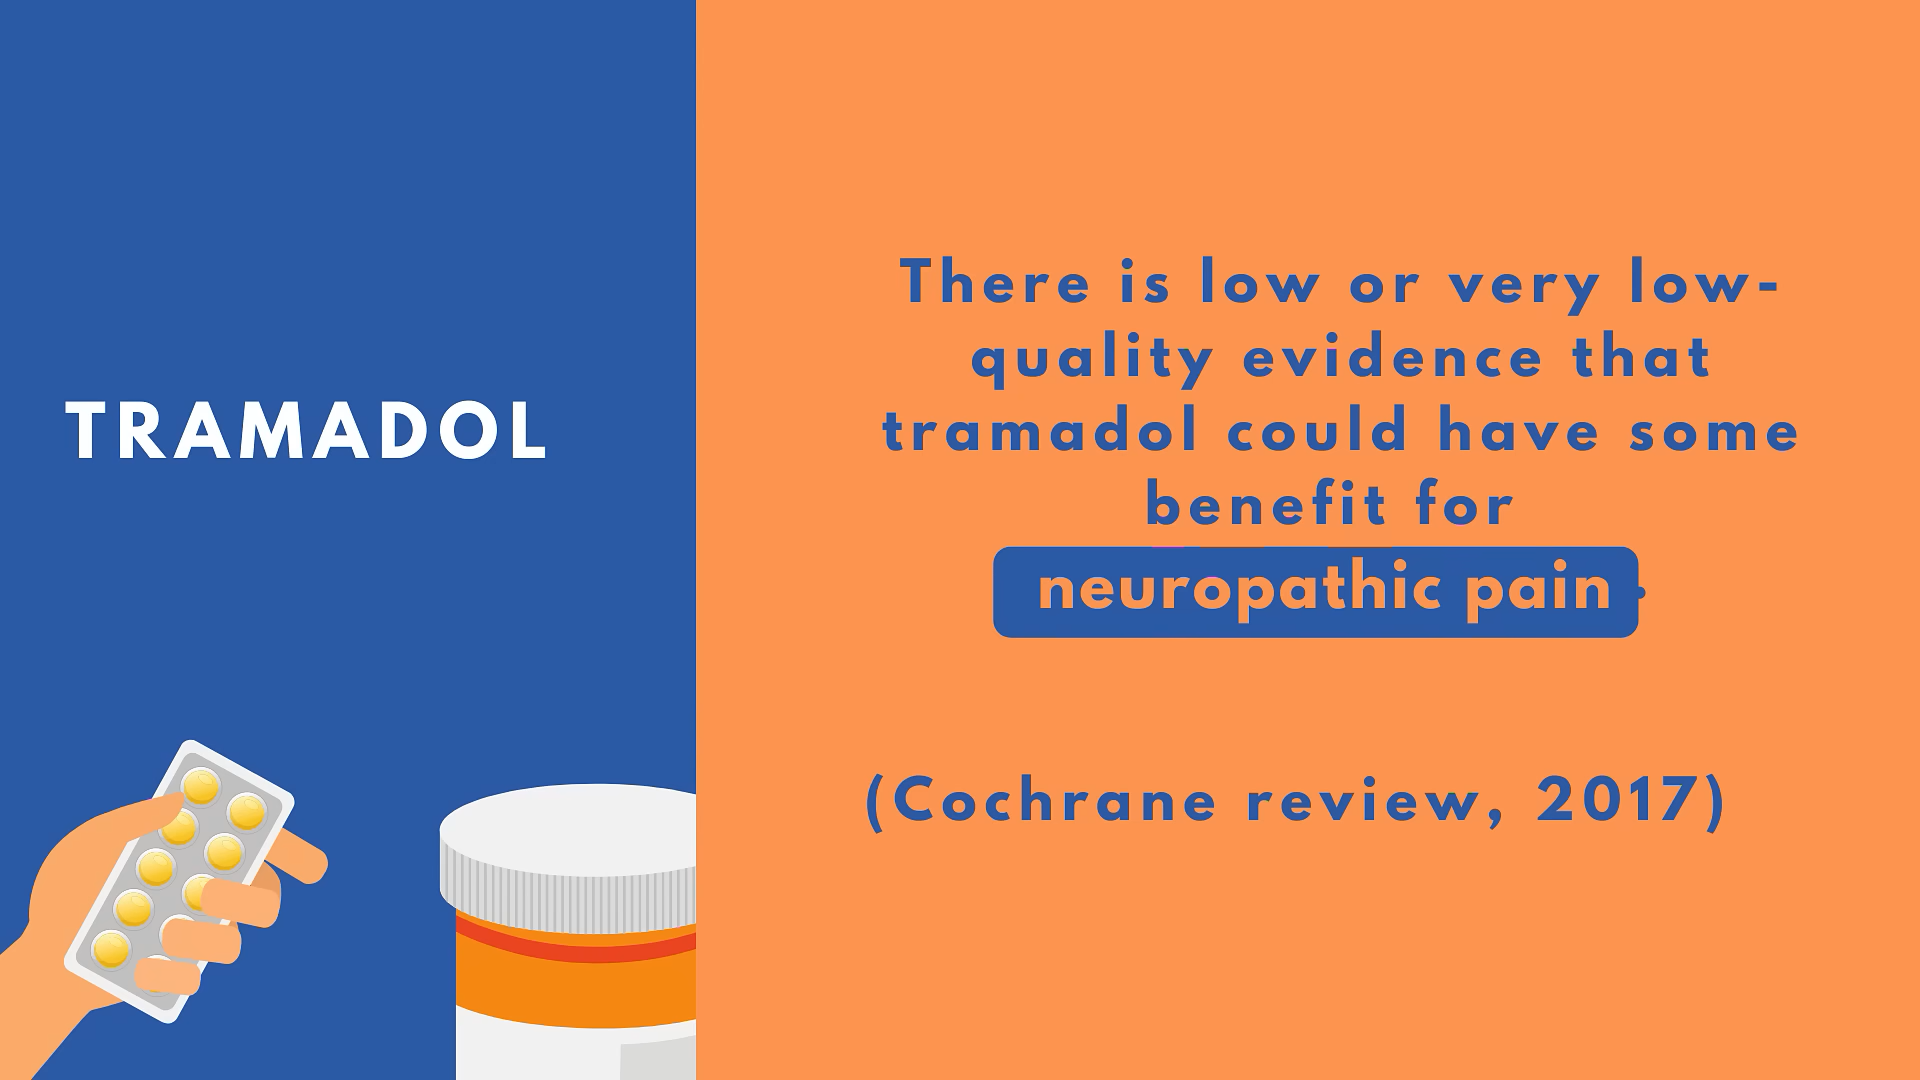 TRAMADOL
There is low or very low-
quality evidence that
tramadol could have some
benefit for
neuropathic pain.
(Cochrane review, 2017)